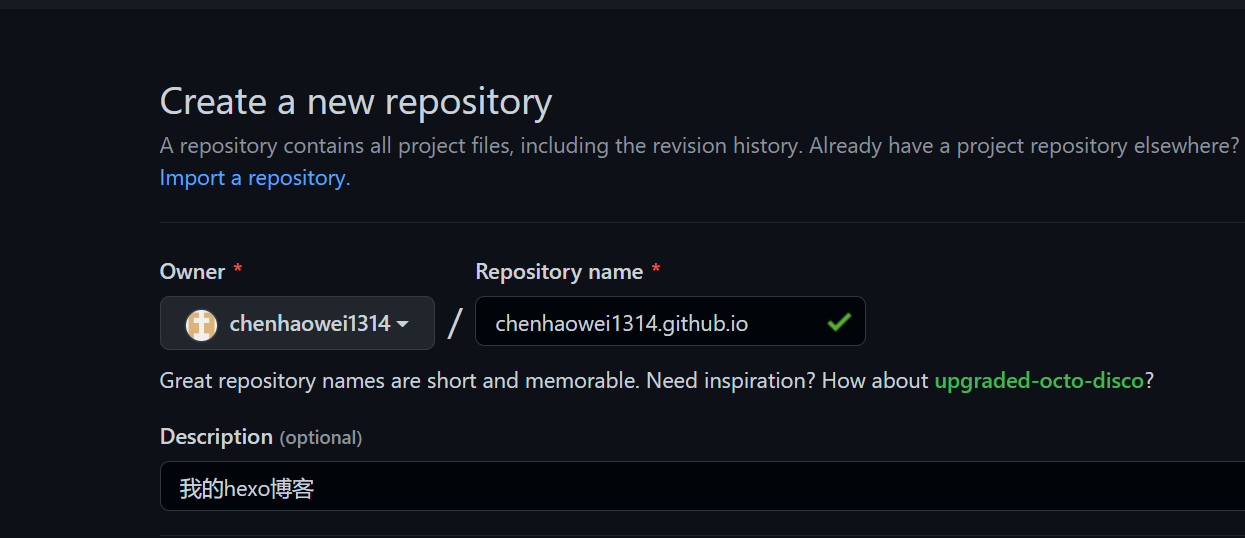 Create a new repository
A repository contains all project files, including the revision history. Already have a project repository elsewhere?
Import a repository.
Owner *
Repository name *
chenhaowei1314
/
chenhaowei1314.github.io
Great repository names are short and memorable. Need inspiration? How about upgraded-octo-disco?
Description (optional)
我的hexo博客